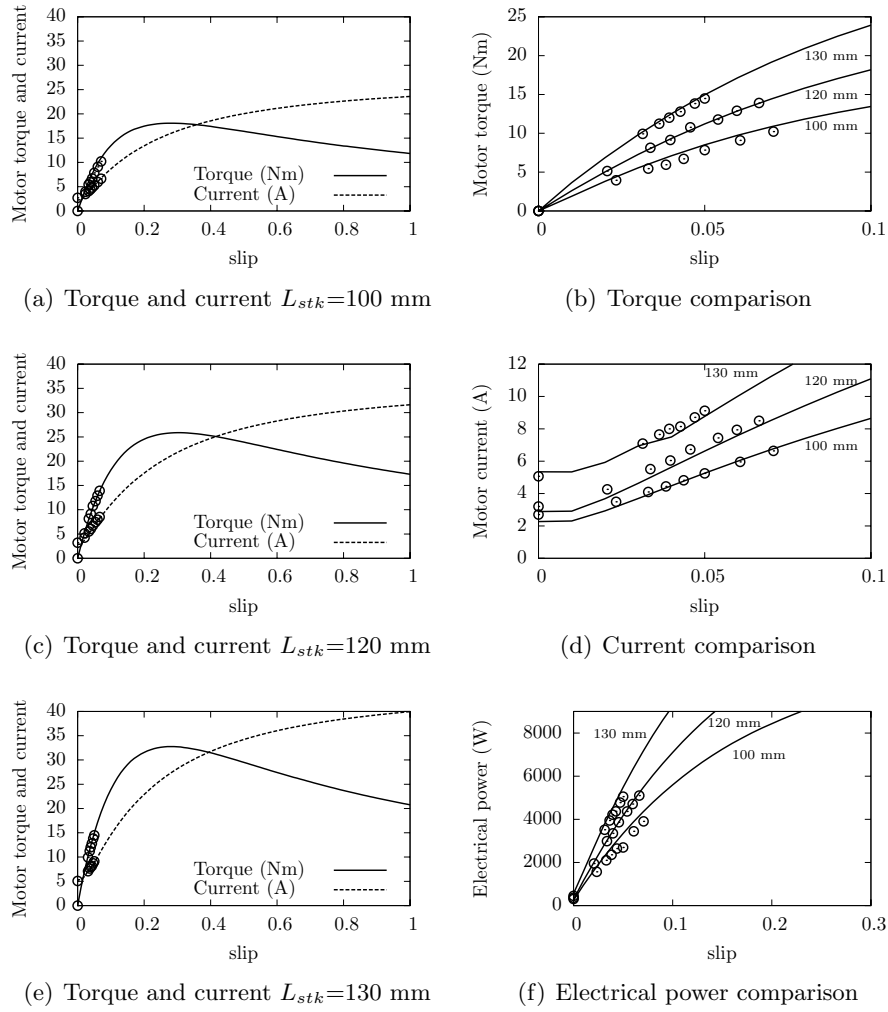 Motor torque and current
40
35
30
25
20
15
10
5
0
Torque (Nm)
Current (A)
0 0.2 0.4 0.6 0.8 1
slip
(a) Torque and current L_{stk}=100 mm
Motor torque (Nm)
25
20
15
10
5
0
130 mm
120 mm
100 mm
0 0.05 0.1
slip
(b) Torque comparison
Motor torque and current
40
35
30
25
20
15
10
5
0
Torque (Nm)
Current (A)
0 0.2 0.4 0.6 0.8 1
slip
(c) Torque and current L_{stk}=120 mm
Motor current (A)
12
10
8
6
4
2
0
130 mm
120 mm
100 mm
0 0.05 0.1
slip
(d) Current comparison
Motor torque and current
40
35
30
25
20
15
10
5
0
Torque (Nm)
Current (A)
0 0.2 0.4 0.6 0.8 1
slip
(e) Torque and current L_{stk}=130 mm
Electrical power (W)
8000
6000
4000
2000
0
130 mm
120 mm
100 mm
0 0.1 0.2 0.3
slip
(f) Electrical power comparison